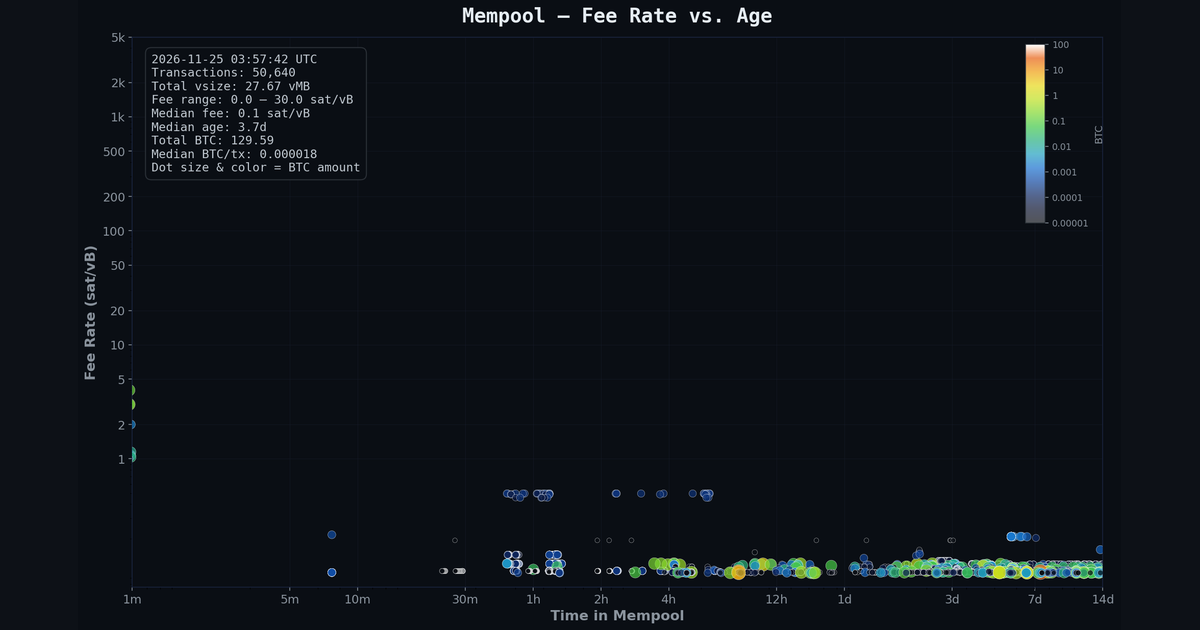 Mempool — Fee Rate vs. Age
2026-11-25 03:57:42 UTC
Transactions: 50,640
Total vsize: 27.67 vMB
Fee range: 0.0 — 30.0 sat/vB
Median fee: 0.1 sat/vB
Median age: 3.7d
Total BTC: 129.59
Median BTC/tx: 0.000018
Dot size & color = BTC amount
100
10
1
0.1
0.01
0.001
0.0001
0.00001
BTC
5k
2k
1k
500
200
100
50
20
10
5
2
1
Fee Rate (sat/vB)
1m
5m
10m
30m
1h
2h
4h
12h
1d
3d
7d
14d
Time in Mempool